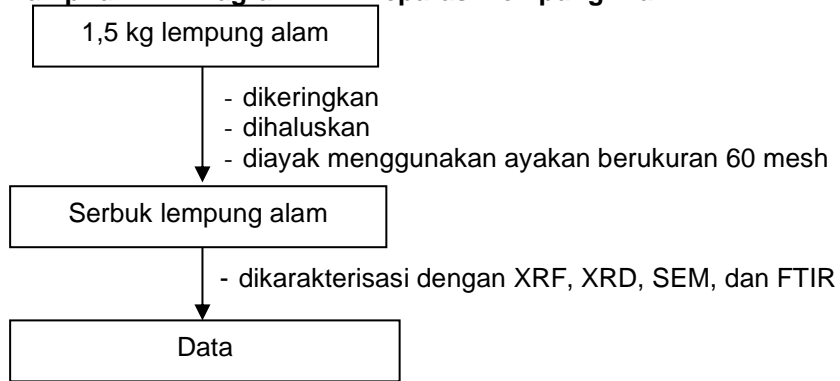 1,5 kg lempung alam
- dikeringkan
- dihaluskan
- diayak menggunakan ayakan berukuran 60 mesh
Serbuk lempung alam
- dikarakterisasi dengan XRF, XRD, SEM, dan FTIR
Data